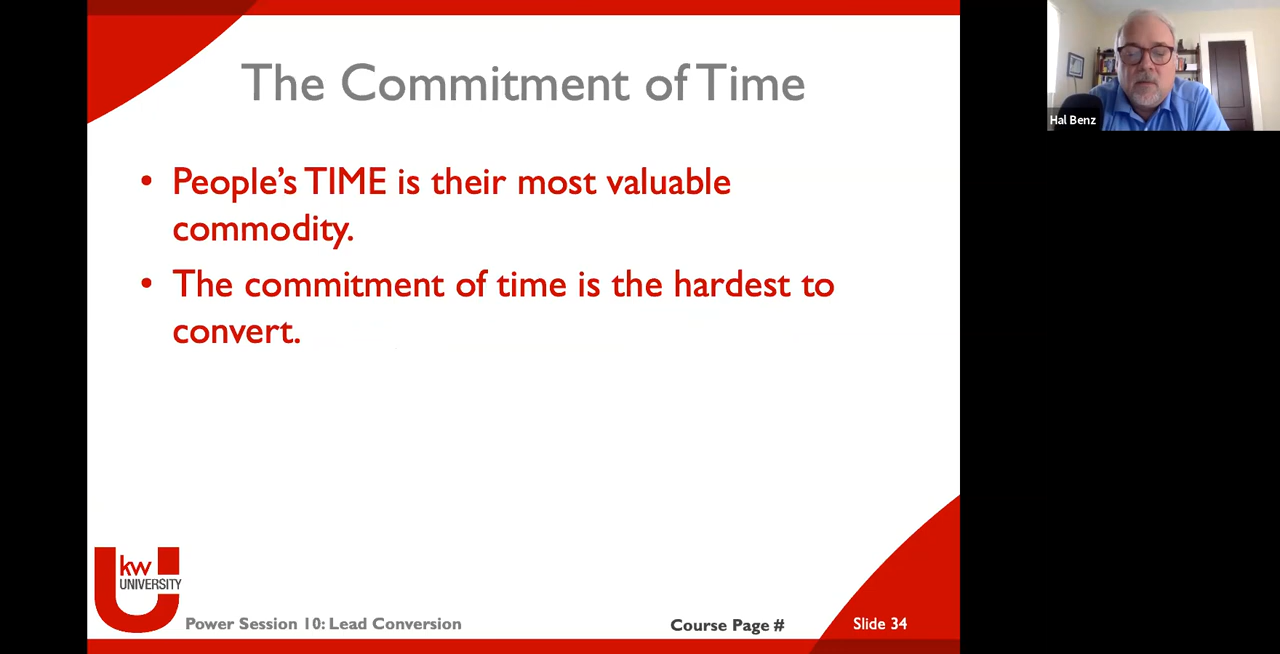 The Commitment of Time
Hal Benz
• People's TIME is their most valuable
commodity.
• The commitment of time is the hardest to
convert.
kw
UNIVERSITY
Power Session 10: Lead Conversion
Course Page #
Slide 34